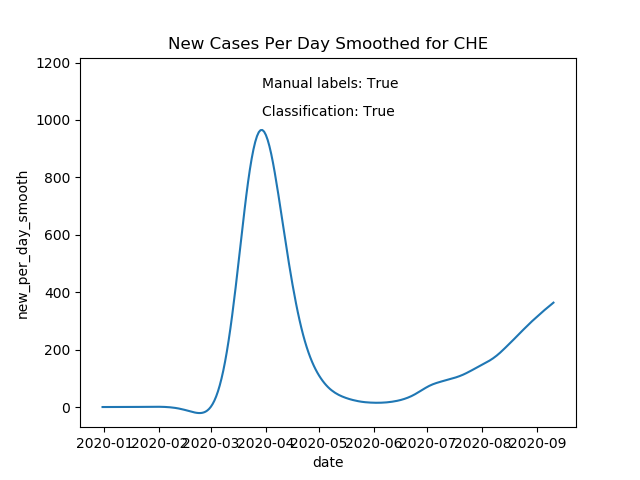 New Cases Per Day Smoothed for CHE
Manual labels: True
Classification: True
new_per_day_smooth
1200
1000
800
600
400
200
0
2020-01 2020-02 2020-03 2020-04 2020-05 2020-06 2020-07 2020-08 2020-09
date